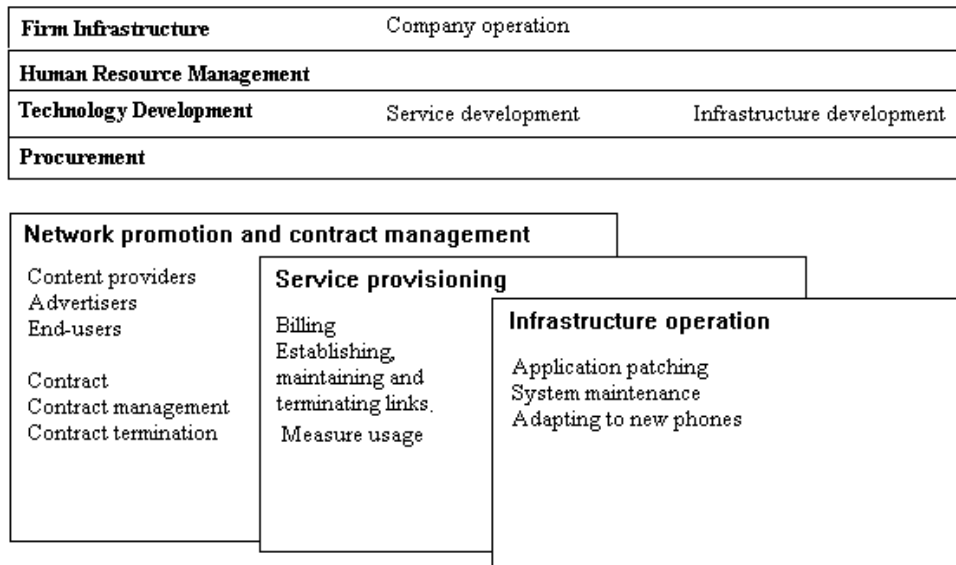 Firm Infrastructure Company operation
Human Resource Management
Technology Development Service development Infrastructure development
Procurement
Network promotion and contract management
Content providers
Advertisers
End-users
Contract
Contract management
Contract termination
Service provisioning
Billing
Establishing,
maintaining and
terminating links.
Measure usage
Infrastructure operation
Application patching
System maintenance
Adapting to new phones